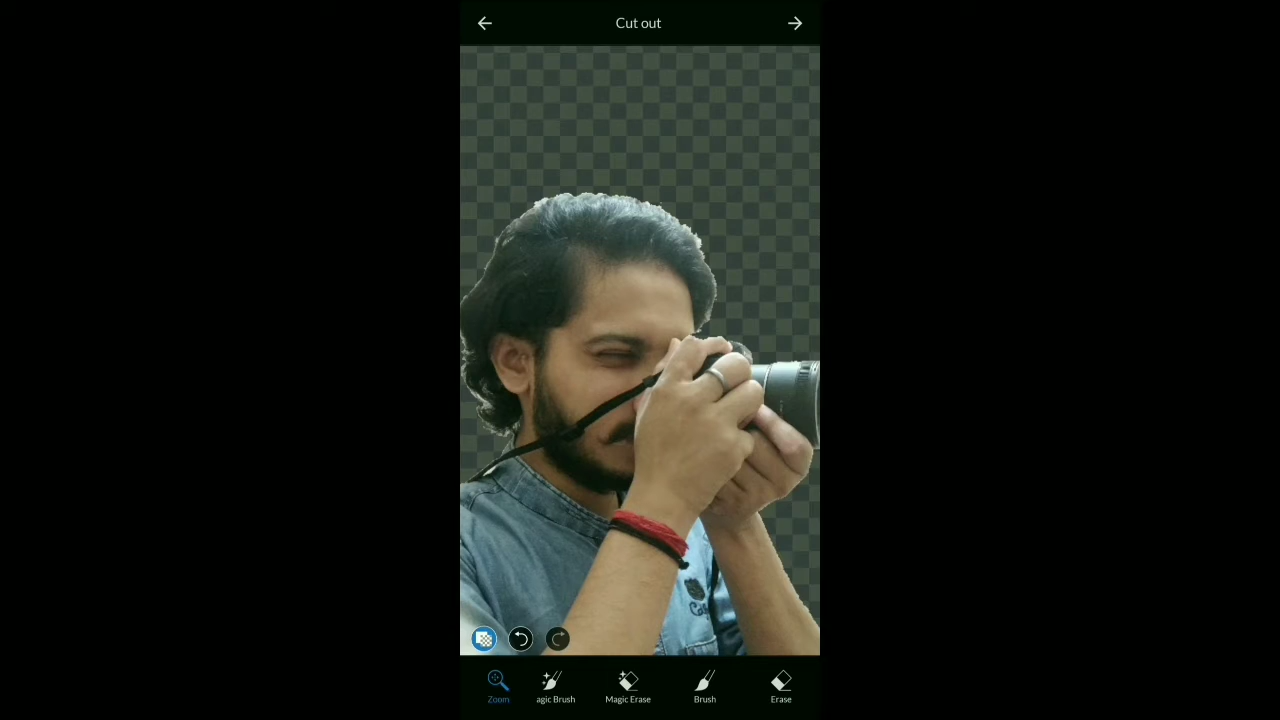 Cut out
Zoom
agic Brush
Magic Erase
Brush
Erase